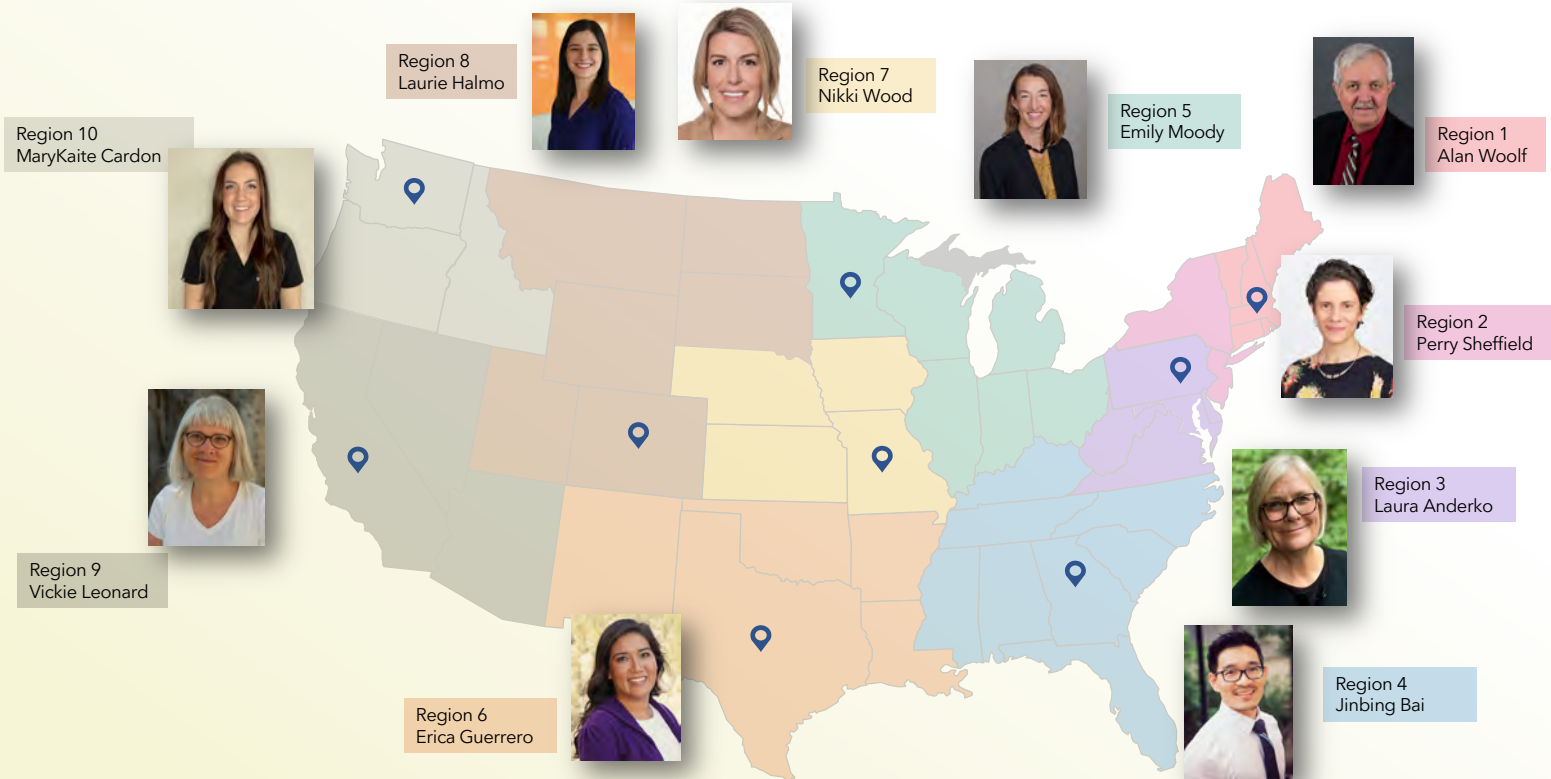 Region 8
Laurie Halmo
Region 7
Nikki Wood
Region 5
Emily Moody
Region 1
Alan Woolf
Region 10
MaryKaite Cardon
Region 2
Perry Sheffield
Region 3
Laura Anderko
Region 9
Vickie Leonard
Region 4
Jinbing Bai
Region 6
Erica Guerrero